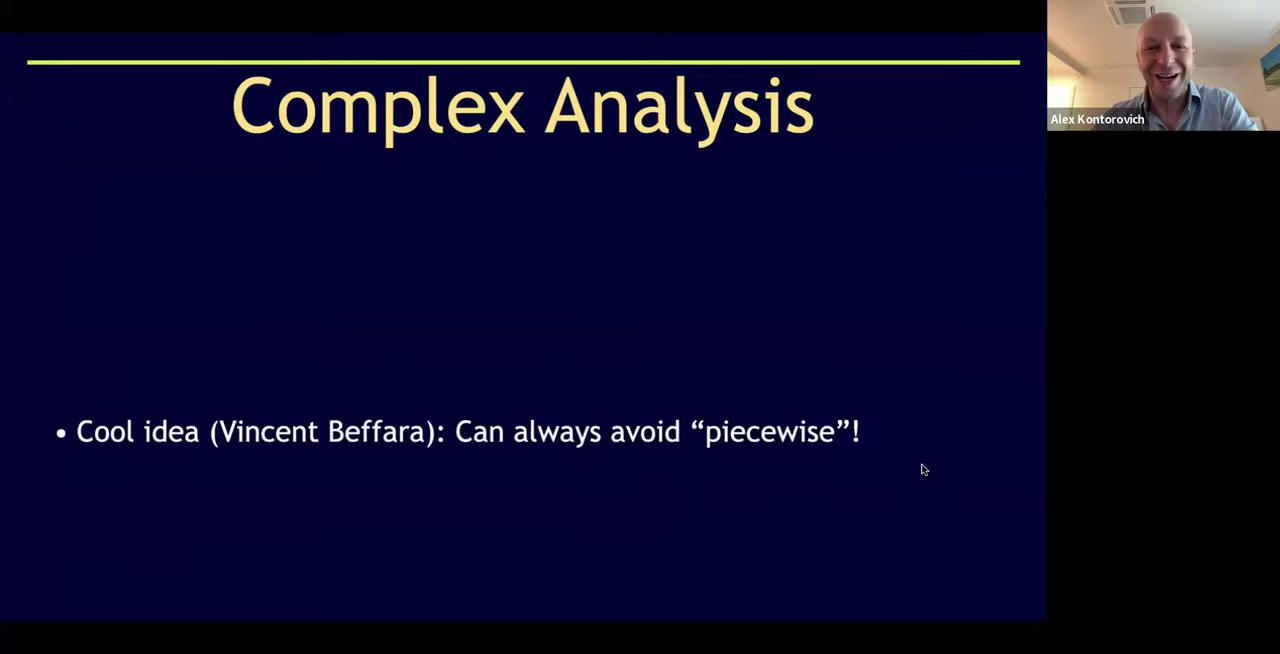 Complex Analysis
Alex Kontorovich
• Cool idea (Vincent Beffara): Can always avoid “piecewise”!